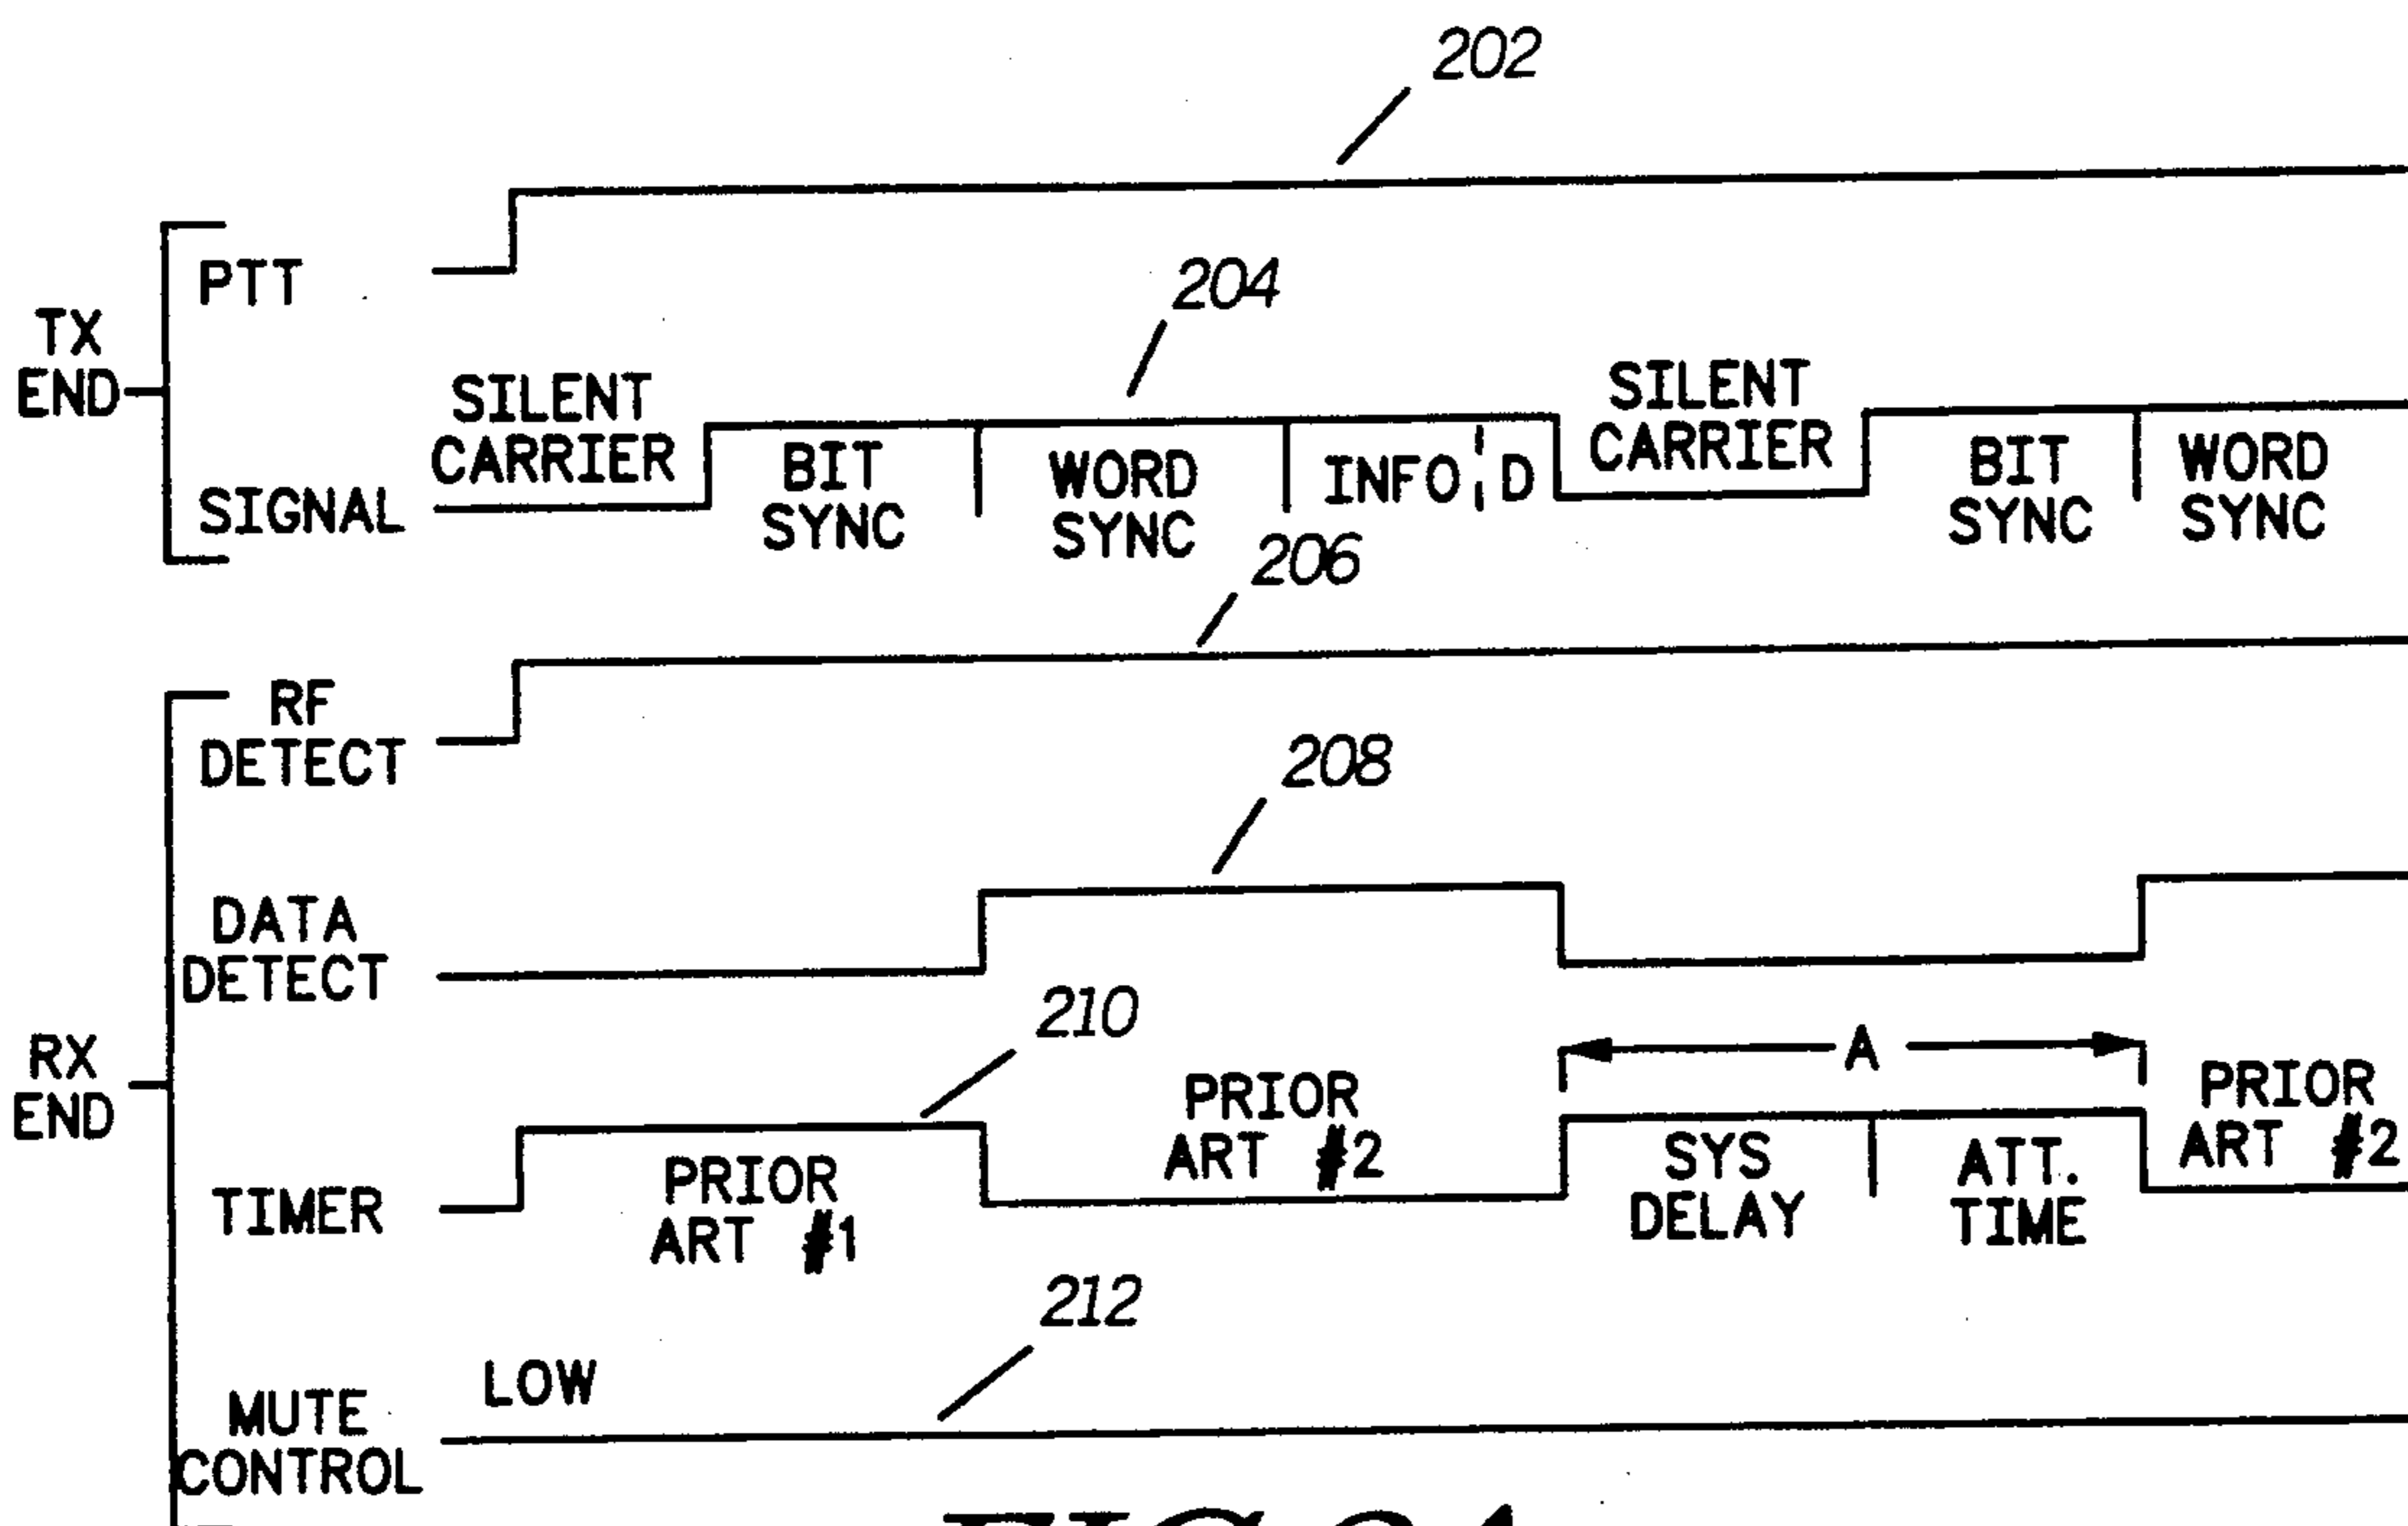 202
TX
END
PTT
204
SILENT
CARRIER
SIGNAL
BIT
SYNC
WORD
SYNC
INFO
D
SILENT
CARRIER
BIT
SYNC
WORD
SYNC
206
RF
DETECT
208
DATA
DETECT
210
RX
END
TIMER
PRIOR
ART #1
PRIOR
ART #2
A
SYS
DELAY
ATT.
TIME
PRIOR
ART #2
212
LOW
MUTE
CONTROL